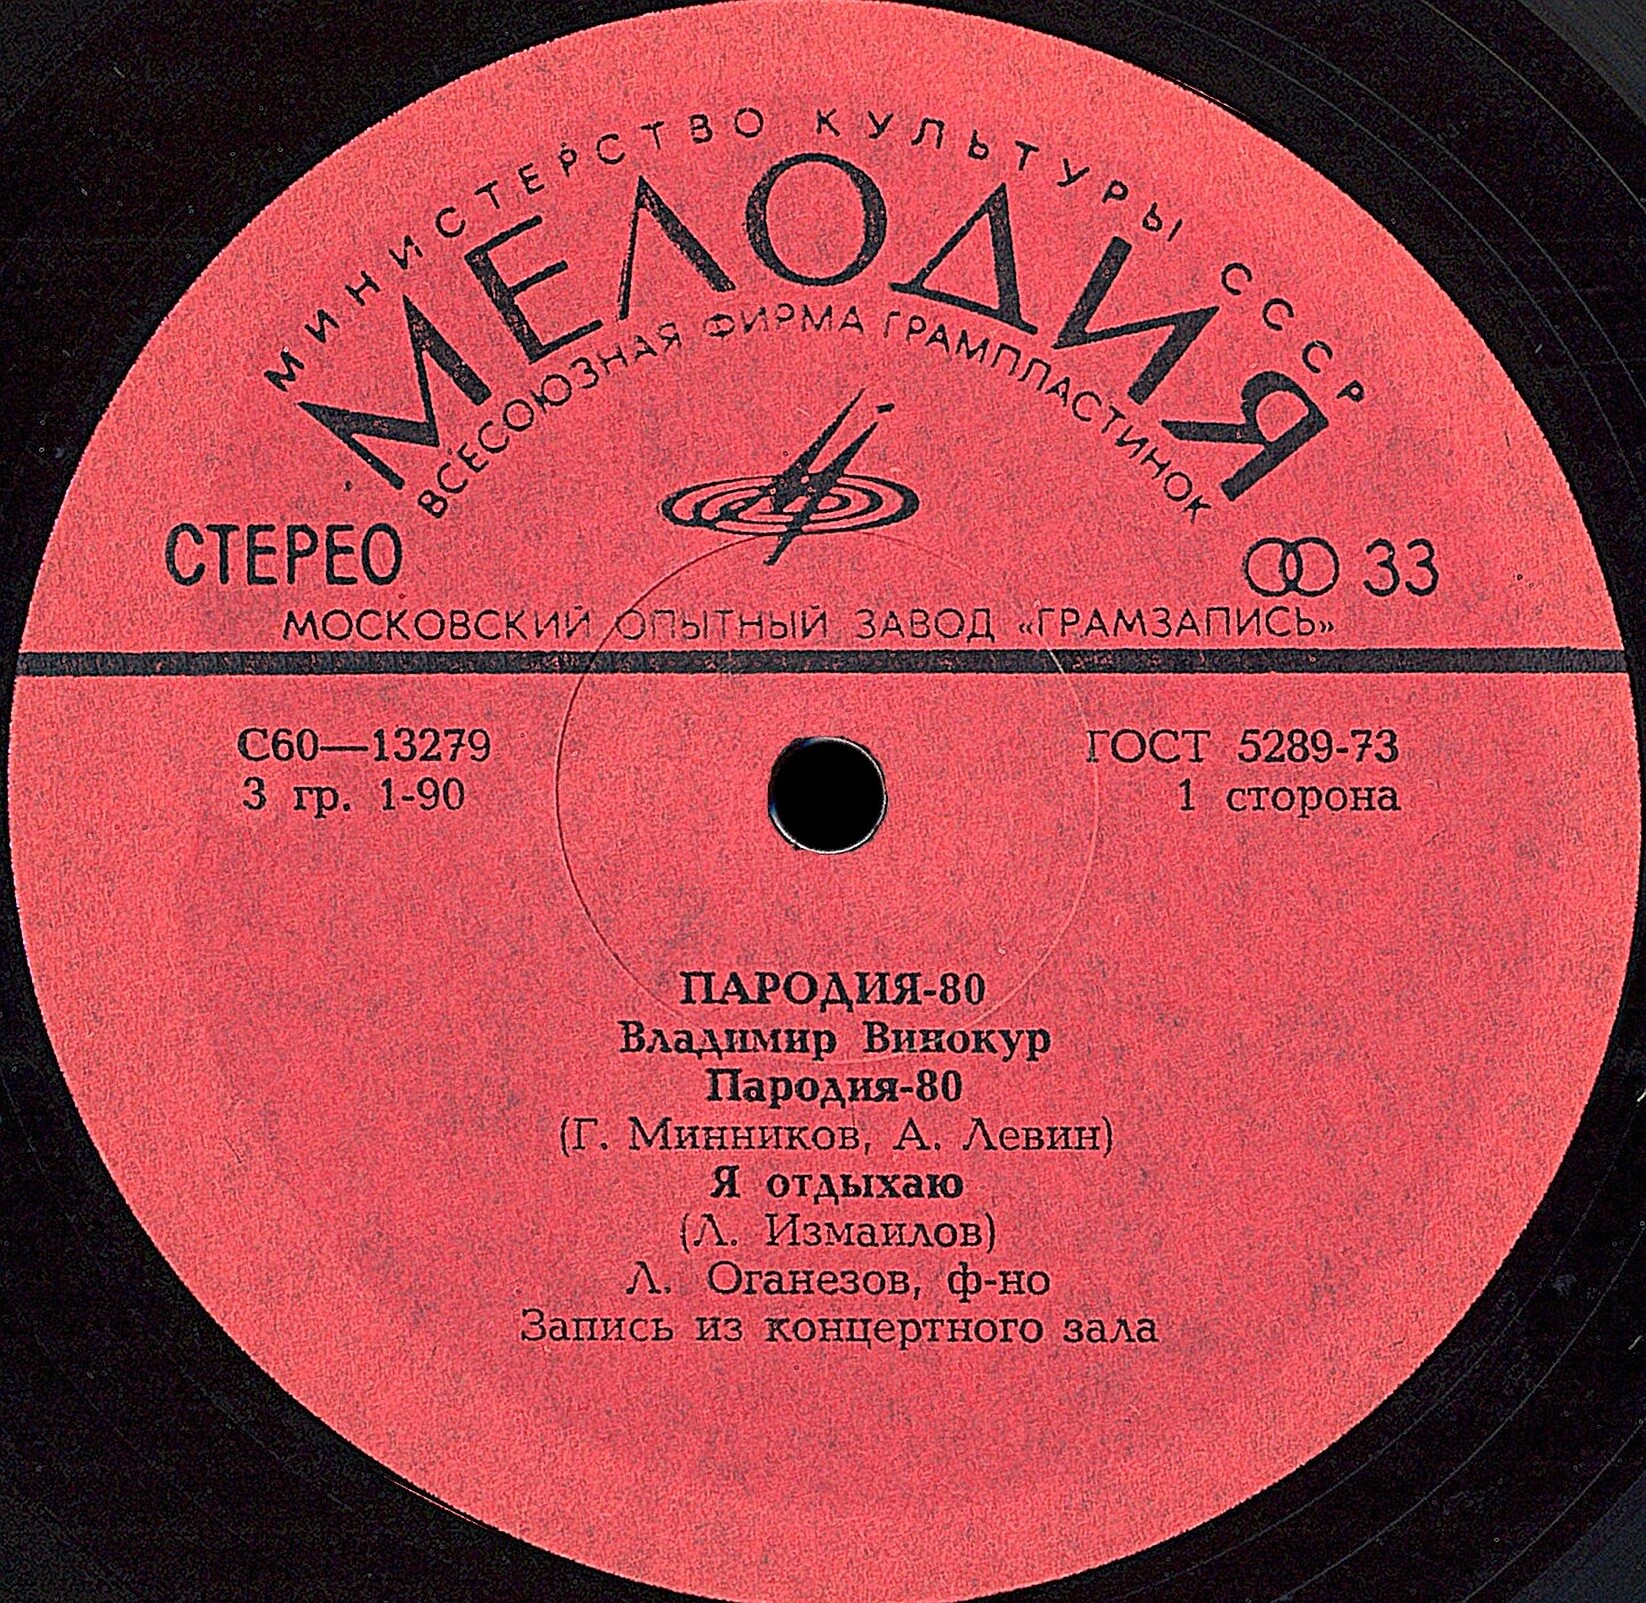 МИНИСТЕРСТВО КУЛЬТУРЫ СССР
МЕЛОДИЯ
ВСЕСОЮЗНАЯ ФИРМА ГРАМПЛАСТИНОК
СТЕРЕО
33
МОСКОВСКИЙ ОПЫТНЫЙ ЗАВОД «ГРАМЗАПИСЬ»
С60—13279
ГОСТ 5289-73
3 гр. 1-90
1 сторона
ПАРОДИЯ-80
Владимир Винокур
Пародия-80
(Г. Минников, А. Левин)
Я отдыхаю
(Л. Измаилов)
Л. Оганезов, ф-но
Запись из концертного зала